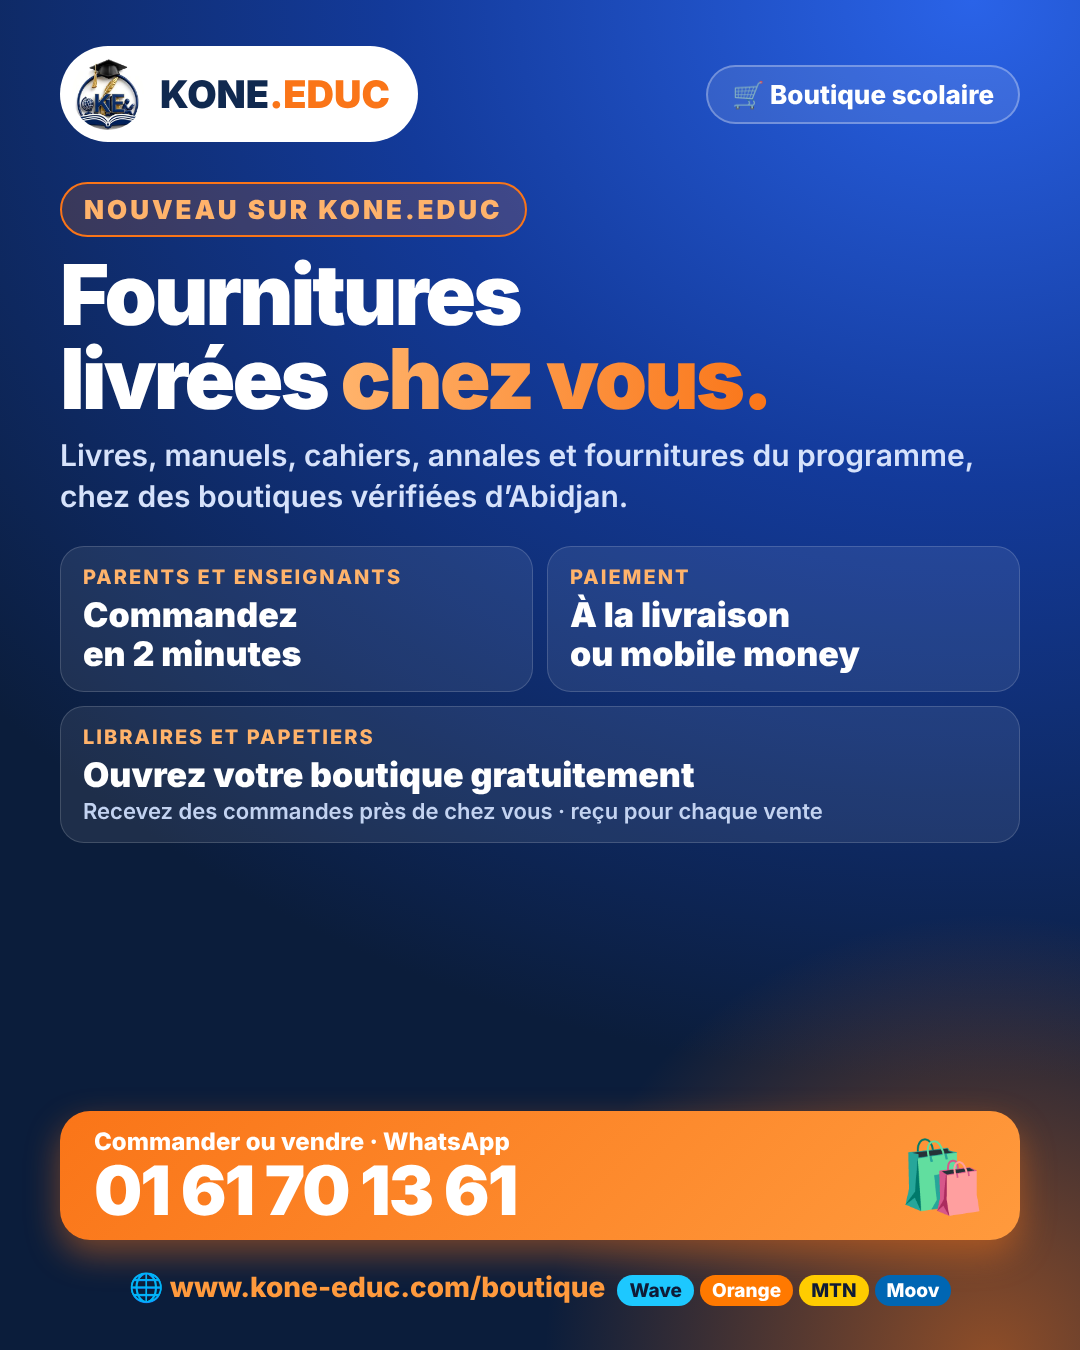 KE
KONE.EDUC
Boutique scolaire
NOUVEAU SUR KONE.EDUC
Fournitures
livrées chez vous.
Livres, manuels, cahiers, annales et fournitures du programme,
chez des boutiques vérifiées d’Abidjan.
PARENTS ET ENSEIGNANTS
Commandez
en 2 minutes
PAIEMENT
À la livraison
ou mobile money
LIBRAIRES ET PAPETIERS
Ouvrez votre boutique gratuitement
Recevez des commandes près de chez vous · reçu pour chaque vente
Commander ou vendre · WhatsApp
01 61 70 13 61
www.kone-educ.com/boutique Wave Orange MTN Moov